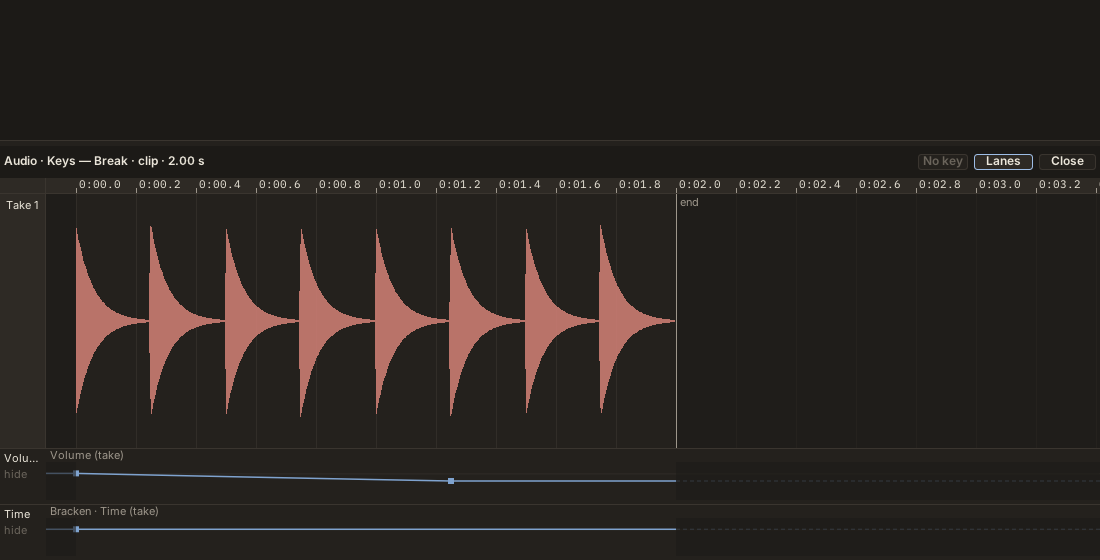 Audio · Keys — Break · clip · 2.00 s No key Lanes Close
0:00.0 0:00.2 0:00.4 0:00.6 0:00.8 0:01.0 0:01.2 0:01.4 0:01.6 0:01.8 0:02.0 0:02.2 0:02.4 0:02.6 0:02.8 0:03.0 0:03.2
Take 1 end
Volu... Volume (take)
hide
Time Bracken · Time (take)
hide